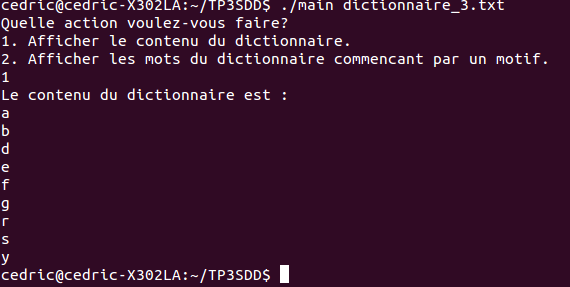 cedric@cedric-X302LA:~/TP3SDD$ ./main dictionnaire_3.txt
Quelle action voulez-vous faire?
1. Afficher le contenu du dictionnaire.
2. Afficher les mots du dictionnaire commencant par un motif.
1
Le contenu du dictionnaire est :
a
b
d
e
f
g
r
s
y
cedric@cedric-X302LA:~/TP3SDD$